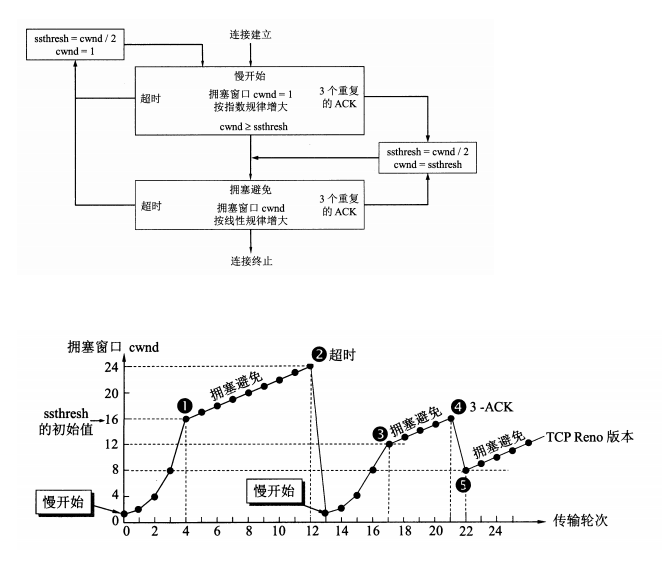 ssthresh = cwnd / 2
cwnd = 1
连接建立
慢开始
超时
拥塞窗口 cwnd = 1
按指数规律增大
3 个重复
的 ACK
cwnd ≥ ssthresh
ssthresh = cwnd / 2
cwnd = ssthresh
拥塞避免
超时
拥塞窗口 cwnd
按线性规律增大
3 个重复
的 ACK
连接终止
拥塞窗口 cwnd
24
20
16
12
8
4
0
ssthresh
的初始值
慢开始
❶
拥塞避免
❷ 超时
慢开始
❸
拥塞避免
❹ 3 -ACK
❺
拥塞避免
TCP Reno 版本
0 2 4 6 8 10 12 14 16 18 20 22 24
传输轮次